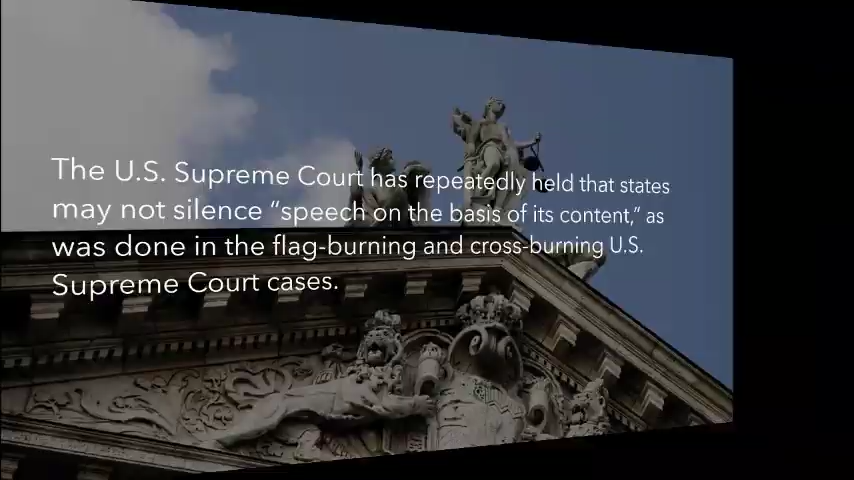 The U.S. Supreme Court has repeatedly held that states
may not silence “speech on the basis of its content,” as
was done in the flag-burning and cross-burning U.S.
Supreme Court cases.